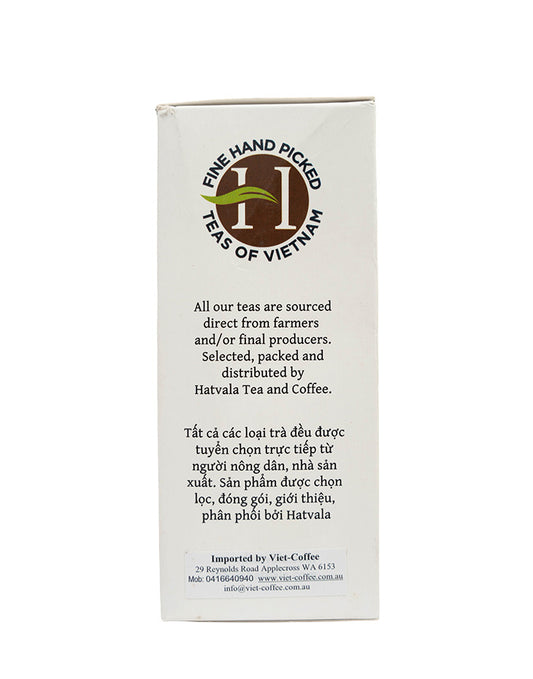 FINE HAND PICKED
H
TEAS OF VIETNAM
All our teas are sourced
direct from farmers
and/or final producers.
Selected, packed and
distributed by
Hatvala Tea and Coffee.
Tất cả các loại trà đều được
tuyển chọn trực tiếp từ
người nông dân, nhà sản
xuất. Sản phẩm được chọn
lọc, đóng gói, giới thiệu,
phân phối bởi Hatvala
Imported by Viet-Coffee
29 Reynolds Road Applecross WA 6153
Mob: 0416640940 www.viet-coffee.com.au
info@viet-coffee.com.au